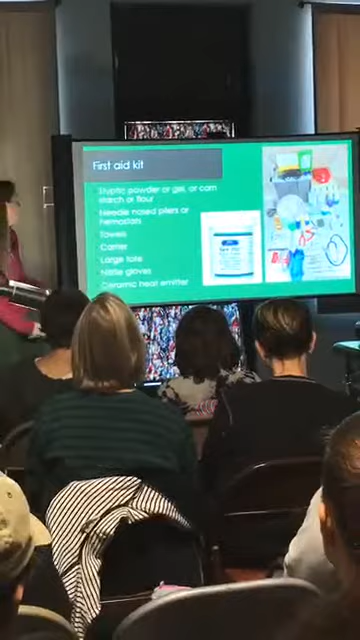 First aid kit
Styptic powder or gel, or corn
starch or flour
Needle nosed pliers or
hemostats
Towels
Carrier
Large tote
Nitrile gloves
Ceramic heat emitter